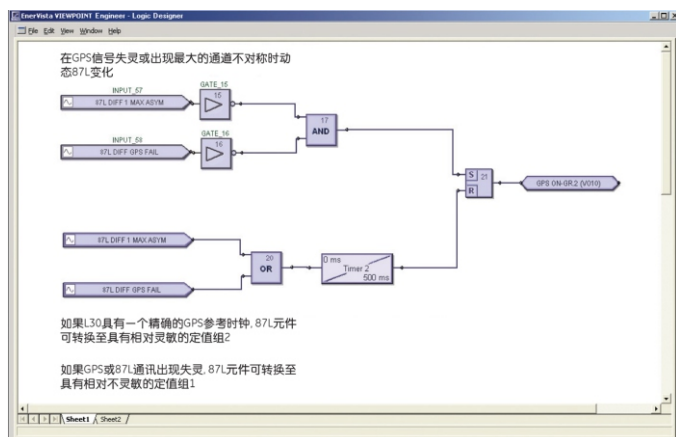 EnerVista VIEWPOINT Engineer - Logic Designer
File Edit View Window Help
在GPS信号失灵或出现最大的通道不对称时动
态87L变化
INPUT_57
GATE_15
87L DIFF 1 MAX ASYM
15
17
AND
INPUT_58
GATE_16
87L DIFF GPS FAIL
16
S 21
R
GPS ON-GR.2 (VO10)
87L DIFF 1 MAX ASYM
20
OR
0 ms
Timer 2
500 ms
87L DIFF GPS FAIL
如果L30具有一个精确的GPS参考时钟, 87L元件
可转换至具有相对灵敏的定值组2
如果GPS或87L通讯出现失灵, 87L元件可转换至
具有相对不灵敏的定值组1
Sheet1 Sheet2